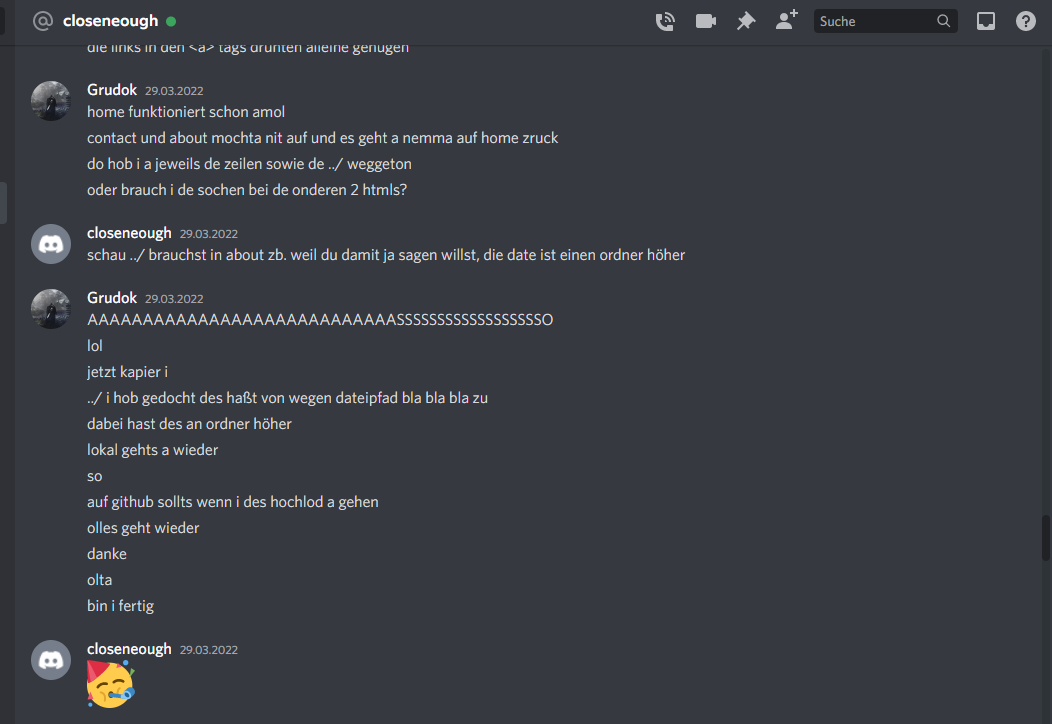 closeneough
Suche
die links in den <a> tags drunten alleine genügen
Grudok 29.03.2022
home funktioniert schon amol
contact und about mochta nit auf und es geht a nemma auf home zruck
do hob i a jeweils de zeilen sowie de ../ weggeton
oder brauch i de sochen bei de onderen 2 htmls?
closeneough 29.03.2022
schau ../ brauchst in about zb. weil du damit ja sagen willst, die date ist einen ordner höher
Grudok 29.03.2022
AAAAAAAAAAAAAAAAAAAAAAAAAAAASSSSSSSSSSSSSSSSSSO
lol
jetzt kapier i
../ i hob gedocht des haßt von wegen dateipfad bla bla bla zu
dabei hast des an ordner höher
lokal gehts a wieder
so
auf github sollts wenn i des hochlod a gehen
olles geht wieder
danke
olta
bin i fertig
closeneough 29.03.2022